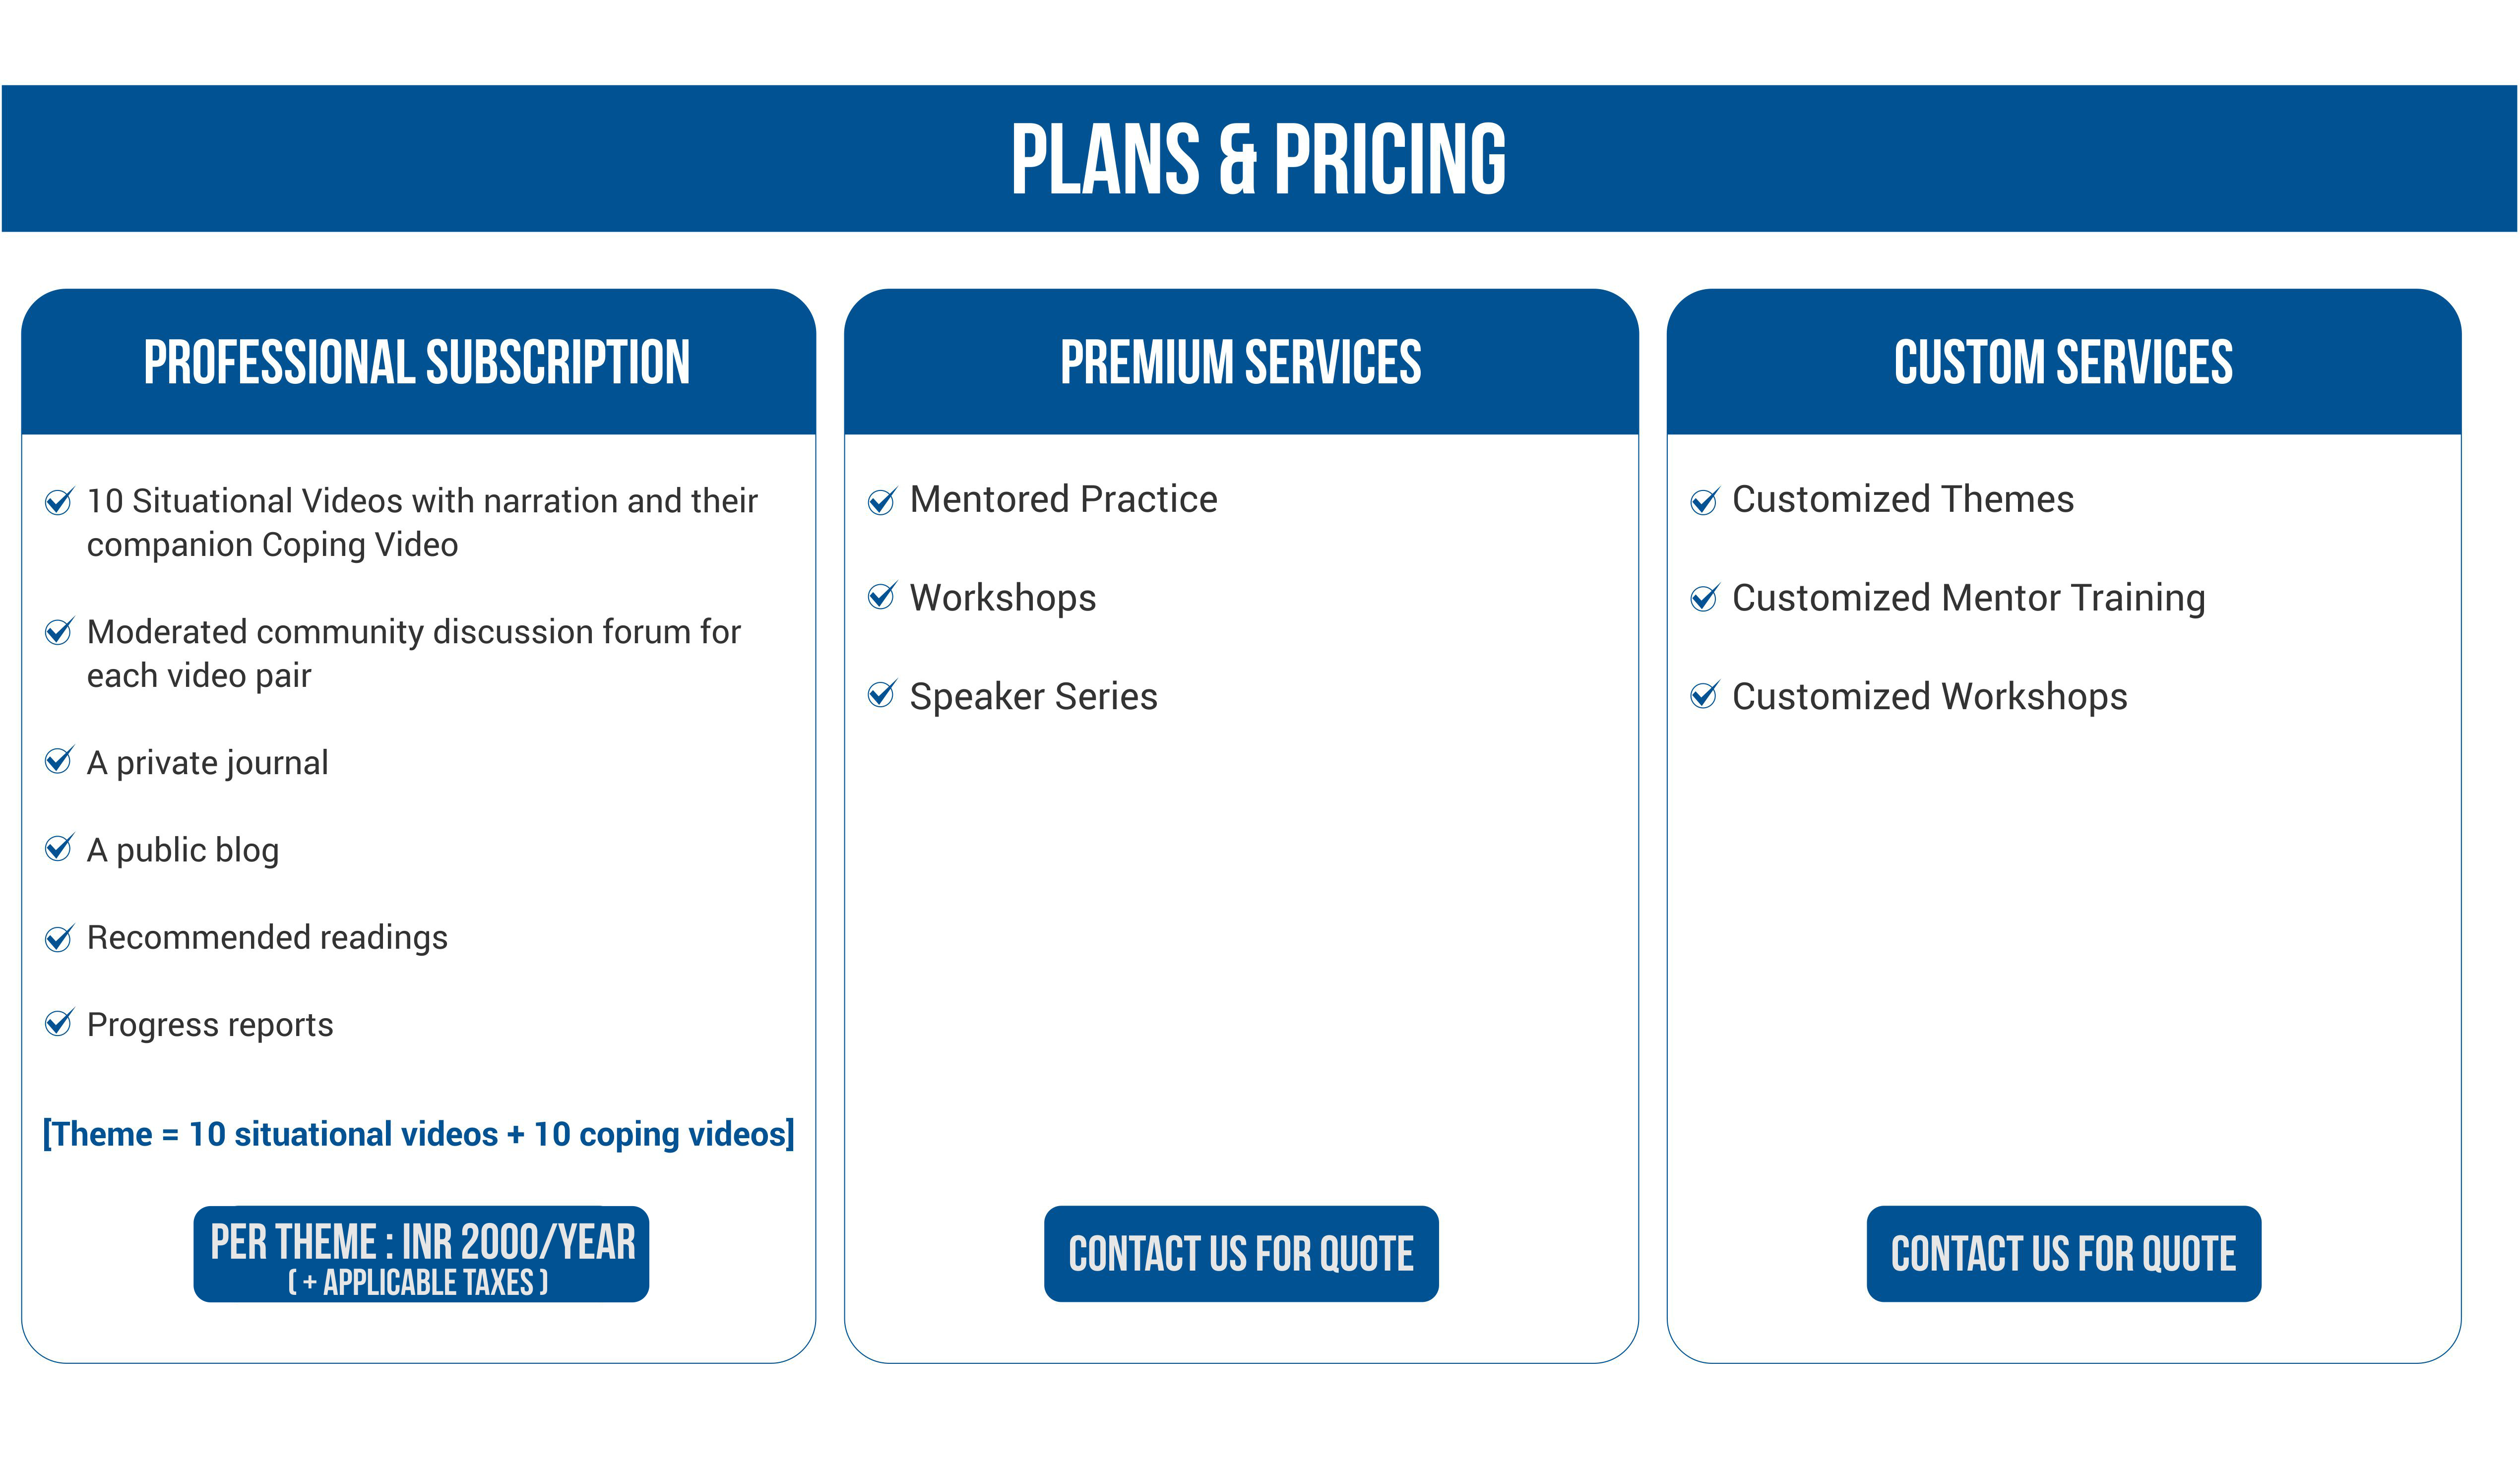 PLANS & PRICING
PROFESSIONAL SUBSCRIPTION
10 Situational Videos with narration and their
companion Coping Video
Moderated community discussion forum for
each video pair
A private journal
A public blog
Recommended readings
Progress reports
[Theme = 10 situational videos + 10 coping videos]
PER THEME : INR 2000/YEAR
( + APPLICABLE TAXES )
PREMIUM SERVICES
Mentored Practice
Workshops
Speaker Series
CONTACT US FOR QUOTE
CUSTOM SERVICES
Customized Themes
Customized Mentor Training
Customized Workshops
CONTACT US FOR QUOTE